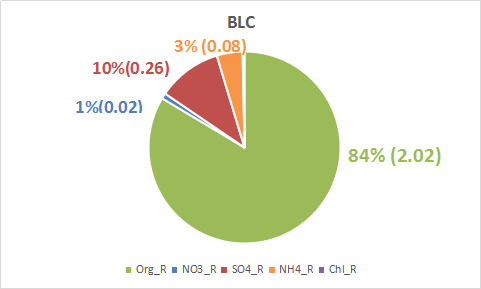 BLC
3% (0.08)
10%(0.26)
1%(0.02)
84% (2.02)
Org_R NO3_R SO4_R NH4_R Chl_R